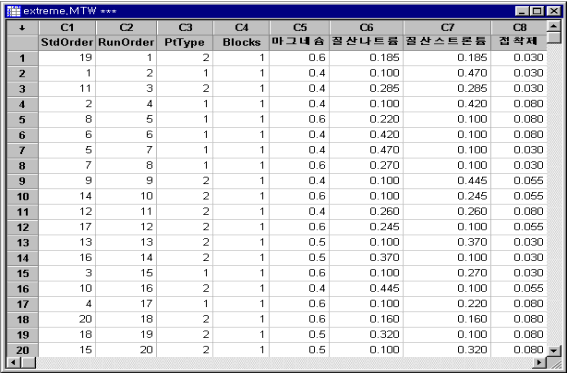 extreme.MTW ***
↓ C1 C2 C3 C4 C5 C6 C7 C8
StdOrder RunOrder PtType Blocks 마그네슘 질산나트륨 질산스트론튬 접착제
1 19 1 2 1 0.6 0.185 0.185 0.030
2 1 2 1 1 0.4 0.100 0.470 0.030
3 11 3 2 1 0.4 0.285 0.285 0.030
4 2 4 1 1 0.4 0.100 0.420 0.080
5 8 5 1 1 0.6 0.220 0.100 0.080
6 6 6 1 1 0.4 0.420 0.100 0.080
7 5 7 1 1 0.4 0.470 0.100 0.030
8 7 8 1 1 0.6 0.270 0.100 0.030
9 9 9 2 1 0.4 0.100 0.445 0.055
10 14 10 2 1 0.6 0.100 0.245 0.055
11 12 11 2 1 0.4 0.260 0.260 0.080
12 17 12 2 1 0.6 0.245 0.100 0.055
13 13 13 2 1 0.5 0.100 0.370 0.030
14 16 14 2 1 0.5 0.370 0.100 0.030
15 3 15 1 1 0.6 0.100 0.270 0.030
16 10 16 2 1 0.4 0.445 0.100 0.055
17 4 17 1 1 0.6 0.100 0.220 0.080
18 20 18 2 1 0.6 0.160 0.160 0.080
19 18 19 2 1 0.5 0.320 0.100 0.080
20 15 20 2 1 0.5 0.100 0.320 0.080